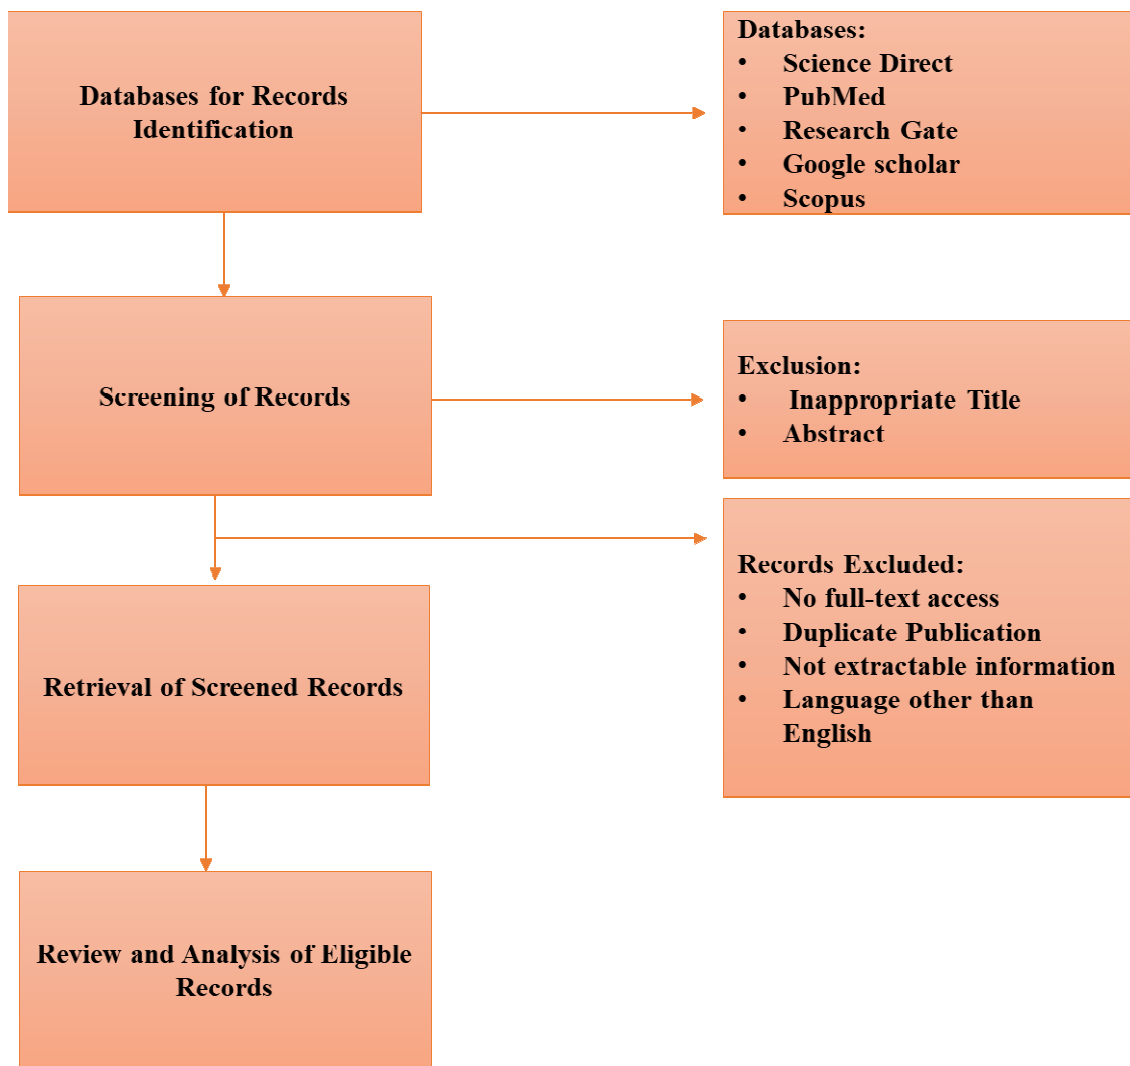 Databases for Records
Identification
Databases:
• Science Direct
• PubMed
• Research Gate
• Google scholar
• Scopus
Screening of Records
Exclusion:
• Inappropriate Title
• Abstract
Records Excluded:
• No full-text access
• Duplicate Publication
• Not extractable information
• Language other than
English
Retrieval of Screened Records
Review and Analysis of Eligible
Records